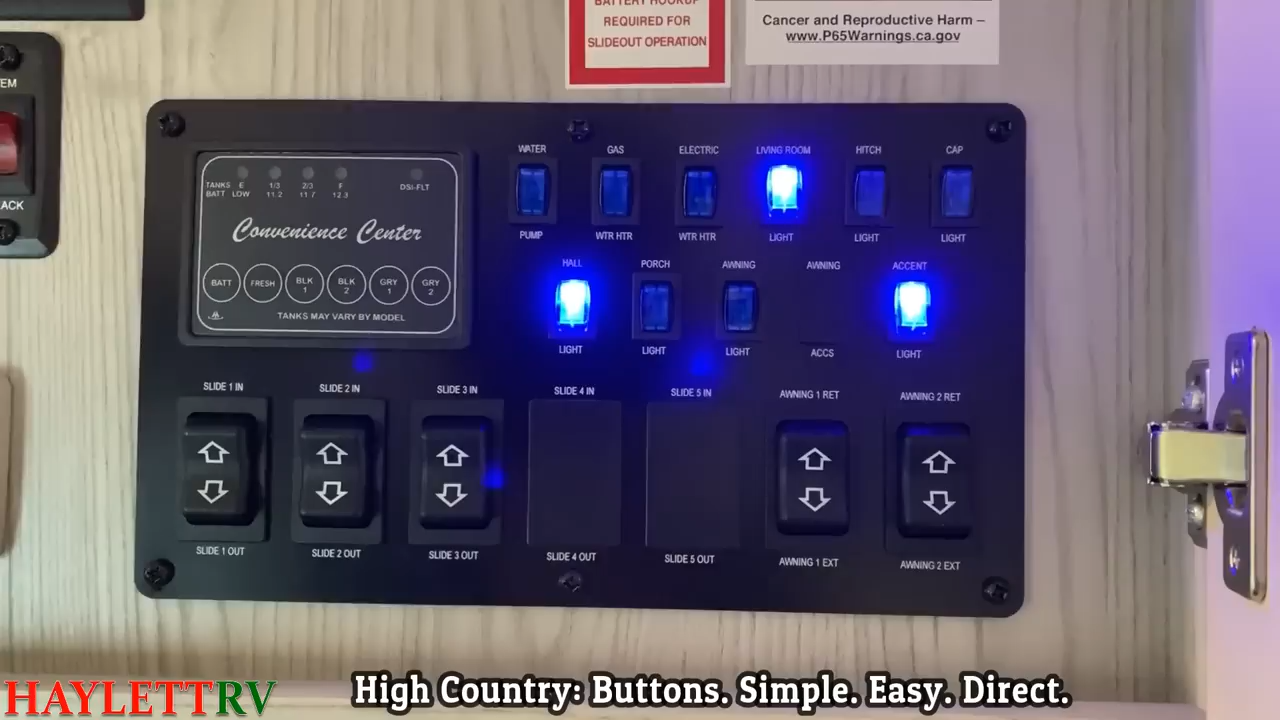 BATTERY HOOKUP
REQUIRED FOR
SLIDEOUT OPERATION
Cancer and Reproductive Harm –
www.P65Warnings.ca.gov
TANKS E 1/3 2/3 F
BATT LOW 11.2 11.7 12.3 DSI-FLT
Convenience Center
BATT FRESH BLK 1 BLK 2 GRY 1 GRY 2
TANKS MAY VARY BY MODEL
WATER GAS ELECTRIC LIVING ROOM HITCH CAP
PUMP WTR HTR WTR HTR LIGHT LIGHT LIGHT
HALL PORCH AWNING AWNING ACCENT
LIGHT LIGHT LIGHT ACCS LIGHT
SLIDE 1 IN SLIDE 2 IN SLIDE 3 IN SLIDE 4 IN SLIDE 5 IN AWNING 1 RET AWNING 2 RET
SLIDE 1 OUT SLIDE 2 OUT SLIDE 3 OUT SLIDE 4 OUT SLIDE 5 OUT AWNING 1 EXT AWNING 2 EXT
HAYLETTRV
High Country: Buttons. Simple. Easy. Direct.